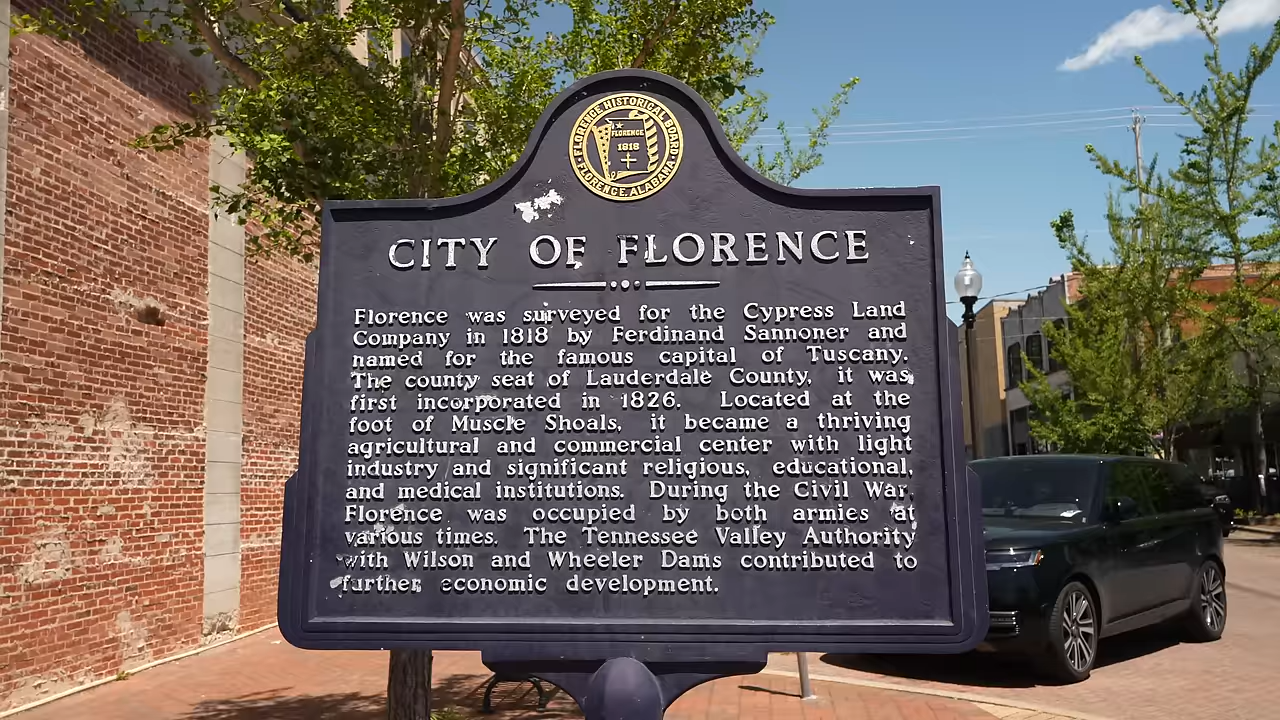 FLORENCE HISTORICAL BOARD
FLORENCE
1818
FLORENCE, ALABAMA
CITY OF FLORENCE
Florence was surveyed for the Cypress Land
Company in 1818 by Ferdinand Sannoner and
named for the famous capital of Tuscany.
The county seat of Lauderdale County, it was
first incorporated in 1826. Located at the
foot of Muscle Shoals, it became a thriving
agricultural and commercial center with light
industry and significant religious, educational,
and medical institutions. During the Civil War,
Florence was occupied by both armies at
various times. The Tennessee Valley Authority
with Wilson and Wheeler Dams contributed to
further economic development.